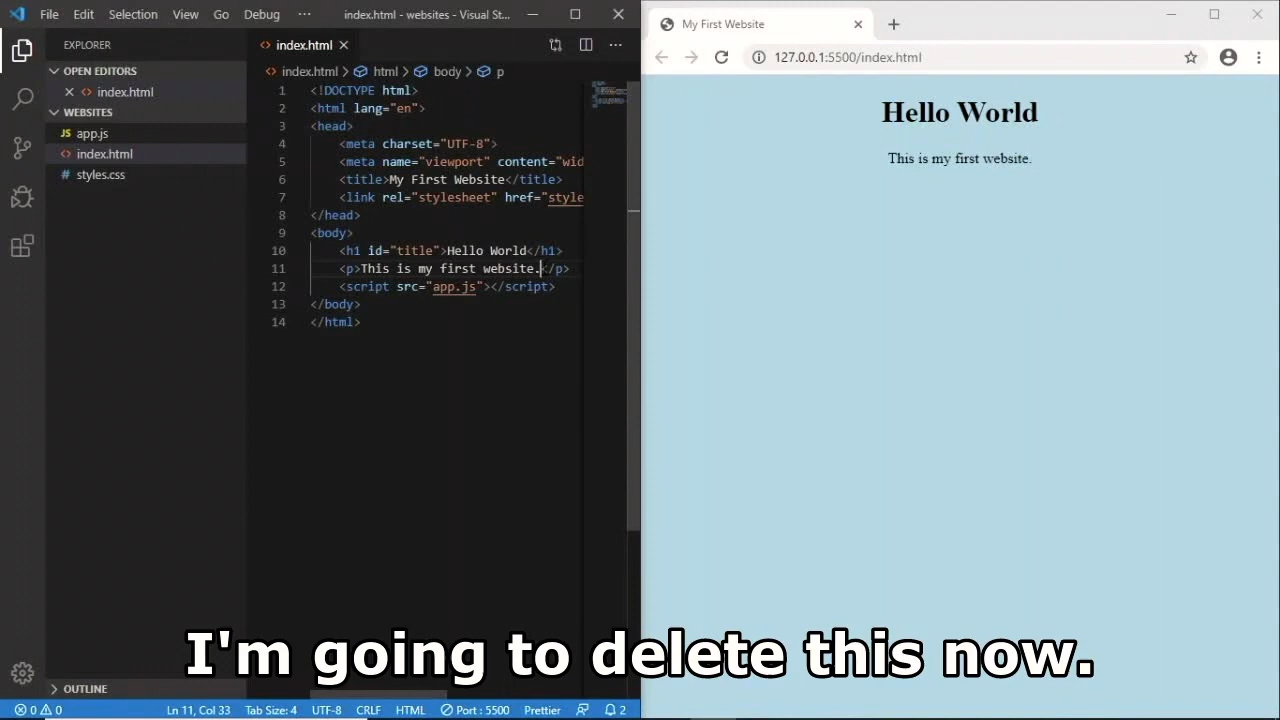 File Edit Selection View Go Debug ··· index.html - websites - Visual St...
EXPLORER
OPEN EDITORS
index.html
WEBSITES
JS app.js
index.html
# styles.css
OUTLINE
index.html
index.html > html > body > p
1 <!DOCTYPE html>
2 <html lang="en">
3 <head>
4 <meta charset="UTF-8">
5 <meta name="viewport" content="wid
6 <title>My First Website</title>
7 <link rel="stylesheet" href="style
8 </head>
9 <body>
10 <h1 id="title">Hello World</h1>
11 <p>This is my first website.</p>
12 <script src="app.js"></script>
13 </body>
14 </html>
0 0 Ln 11, Col 33 Tab Size: 4 UTF-8 CRLF HTML Port : 5500 Prettier 2
My First Website
127.0.0.1:5500/index.html
Hello World
This is my first website.
I'm going to delete this now.